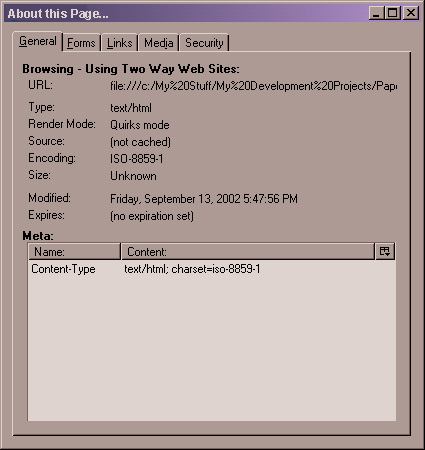 About this Page...
General Forms Links Media Security
Browsing - Using Two Way Web Sites:
URL: file:///c:/My%20Stuff/My%20Development%20Projects/Pape
Type: text/html
Render Mode: Quirks mode
Source: (not cached)
Encoding: ISO-8859-1
Size: Unknown
Modified: Friday, September 13, 2002 5:47:56 PM
Expires: (no expiration set)
Meta:
Name: Content:
Content-Type text/html; charset=iso-8859-1